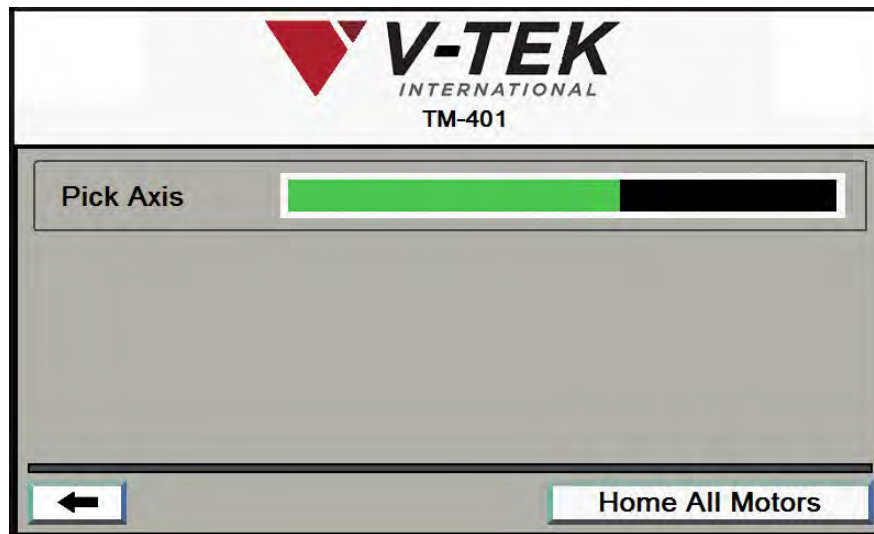 V-TEK
INTERNATIONAL
TM-401
Pick Axis
Home All Motors